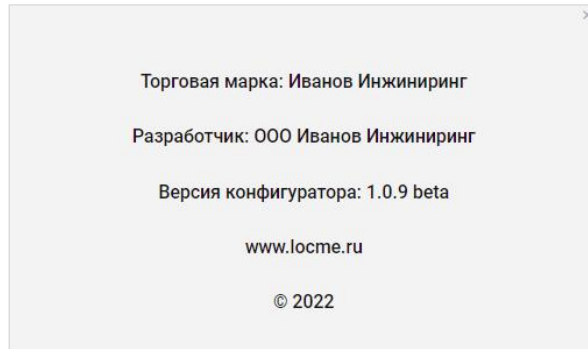 Торговая марка: Иванов Инжиниринг
Разработчик: ООО Иванов Инжиниринг
Версия конфигуратора: 1.0.9 beta
www.locme.ru
© 2022